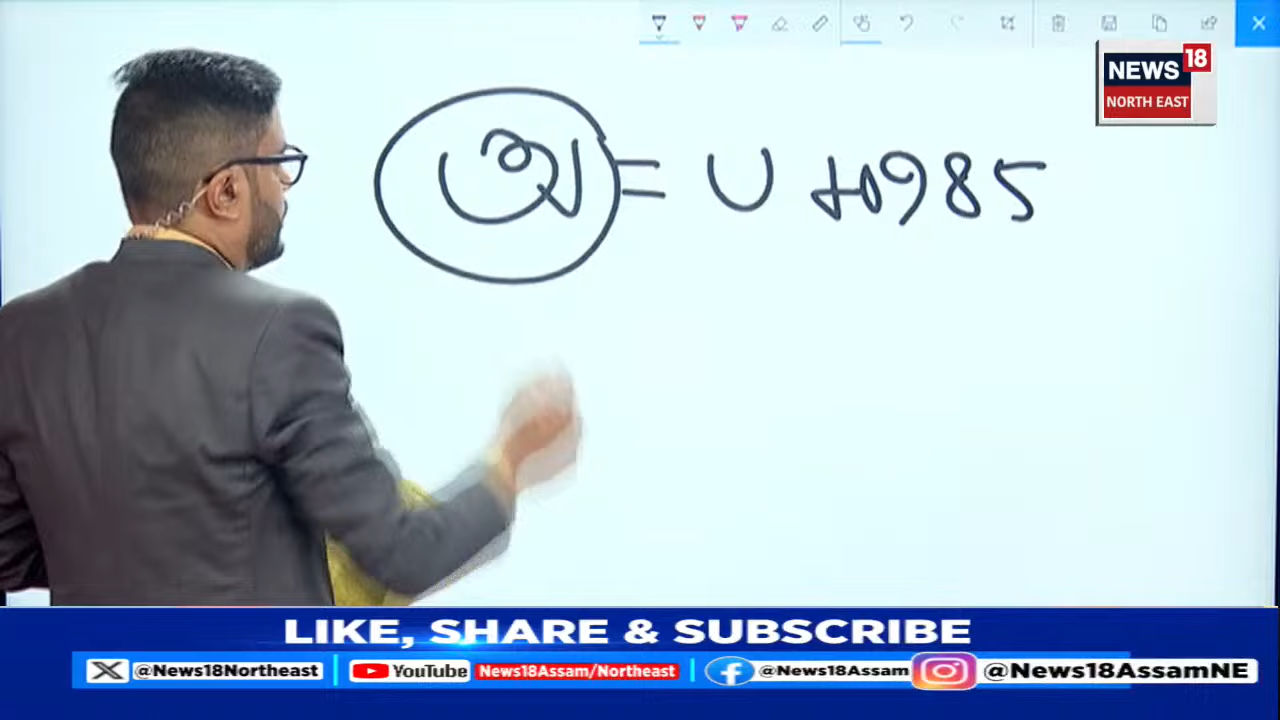 NEWS 18
NORTH EAST
অ = U+0985
LIKE, SHARE & SUBSCRIBE
@News18Northeast YouTube News18Assam/Northeast @News18Assam @News18AssamNE